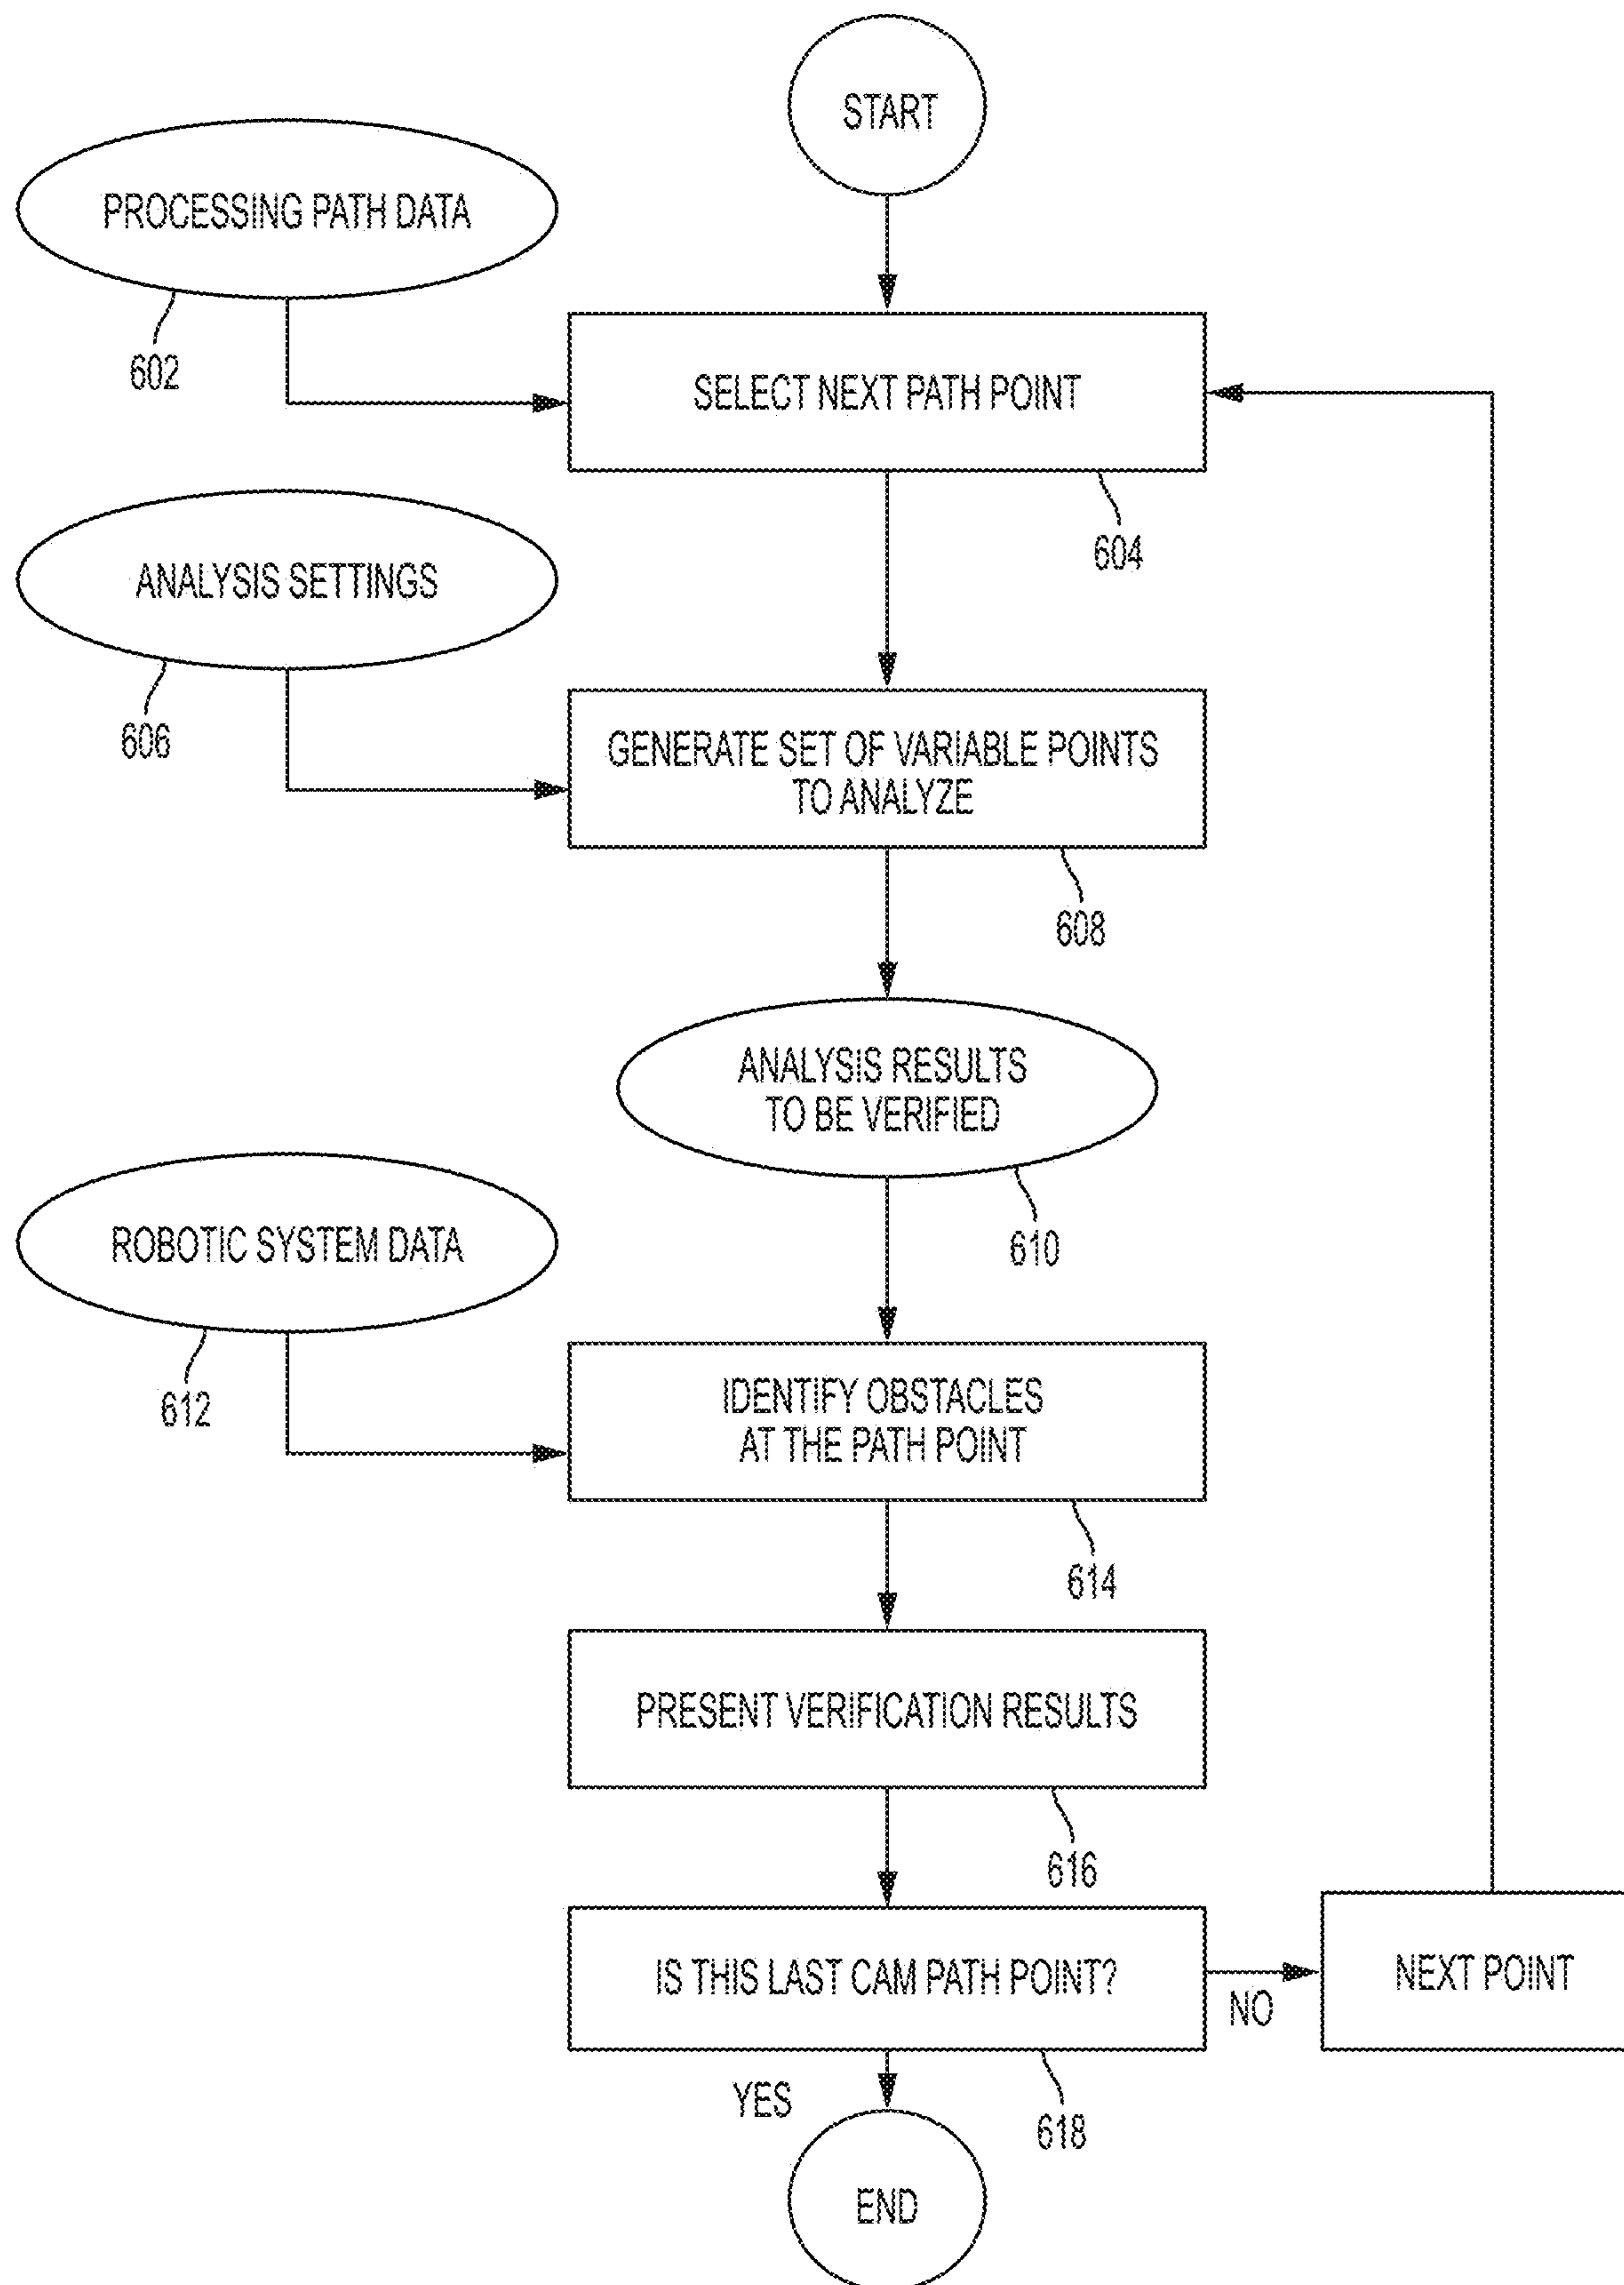 START
PROCESSING PATH DATA
602
SELECT NEXT PATH POINT
604
ANALYSIS SETTINGS
606
GENERATE SET OF VARIABLE POINTS
TO ANALYZE
608
ANALYSIS RESULTS
TO BE VERIFIED
610
ROBOTIC SYSTEM DATA
612
IDENTIFY OBSTACLES
AT THE PATH POINT
614
PRESENT VERIFICATION RESULTS
616
IS THIS LAST CAM PATH POINT?
NO
NEXT POINT
YES
618
END